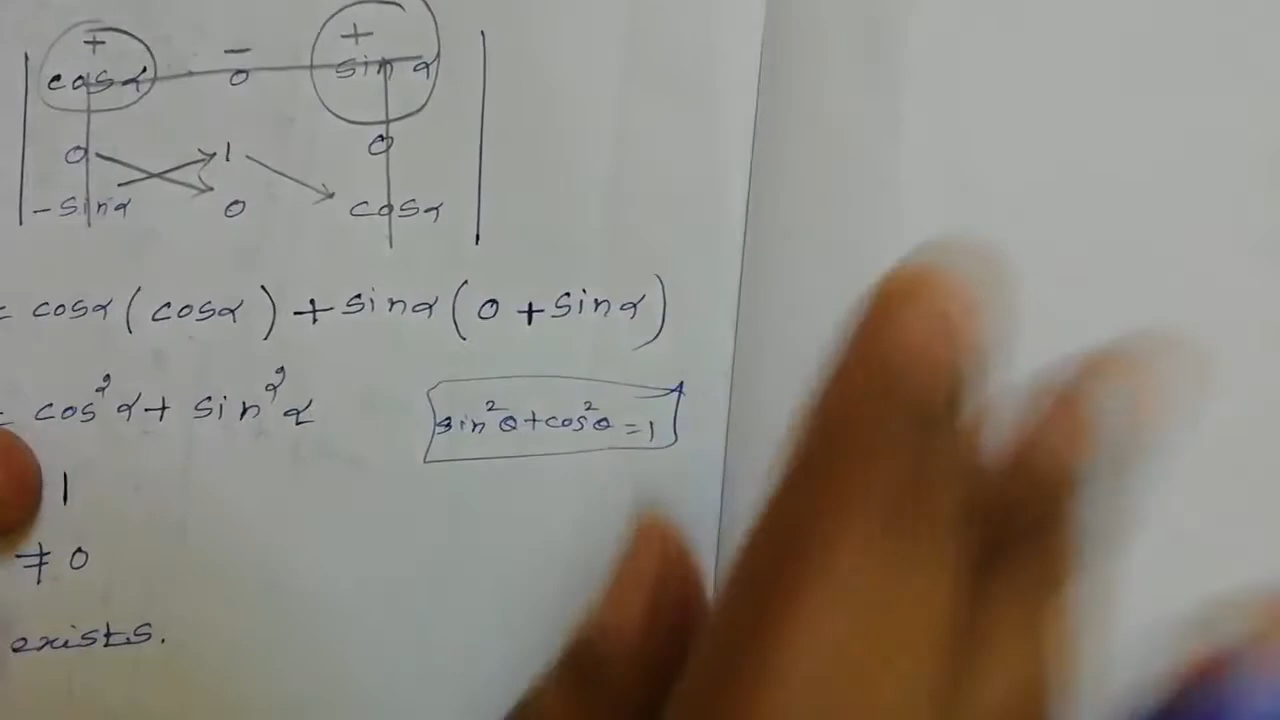 + - +
cosα 0 sin α
0 1 0
-sinα 0 cosα
= cosα (cosα) + sinα (0 + sinα)
= cos²α + sin²α
sin²θ + cos²θ = 1
1
≠ 0
exists.